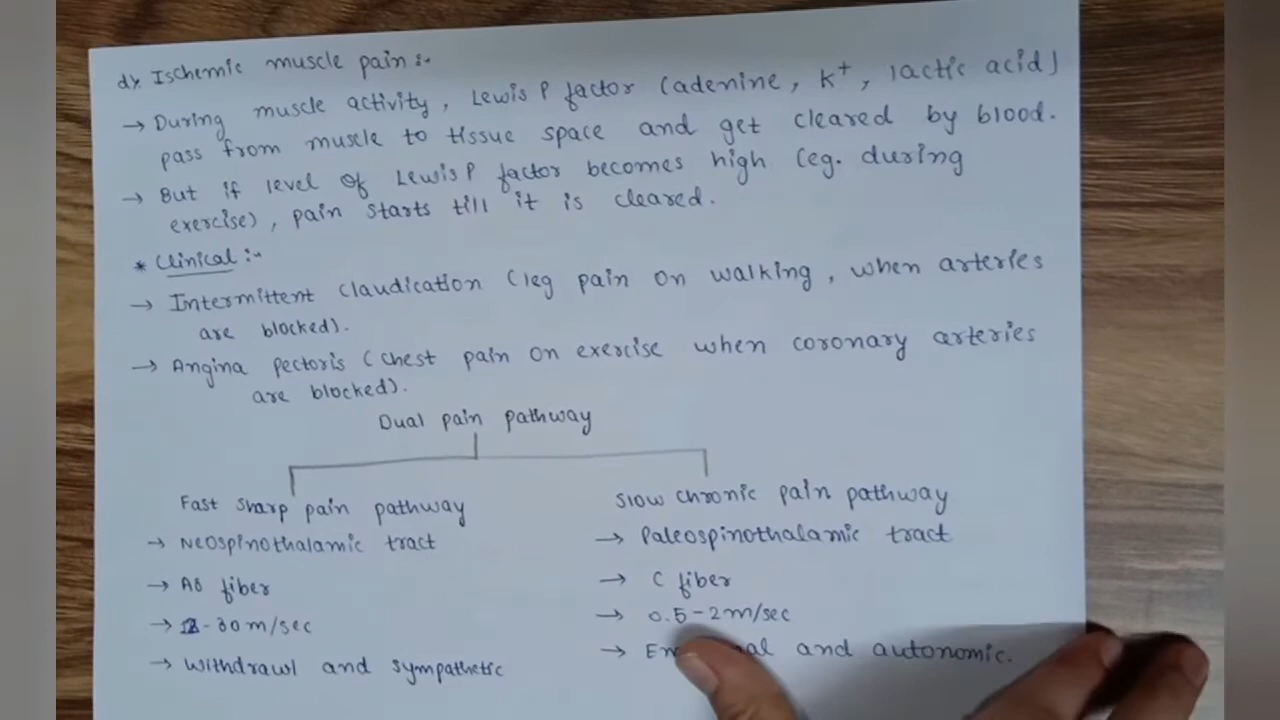 d). Ischemic muscle pain :-
→ During muscle activity, Lewis P factor (adenine, K+, lactic acid)
pass from muscle to tissue space and get cleared by blood.
→ But if level of Lewis P factor becomes high (eg. during
exercise), pain starts till it is cleared.
* Clinical :-
→ Intermittent claudication (leg pain on walking, when arteries
are blocked).
→ Angina pectoris (chest pain on exercise when coronary arteries
are blocked).
Dual pain pathway
Fast sharp pain pathway
Slow chronic pain pathway
→ Neospinothalamic tract
→ Paleospinothalamic tract
→ Aδ fiber
→ C fiber
→ -30m/sec
→ 0.5-2m/sec
→ Withdrawl and sympathetic
→ and autonomic.